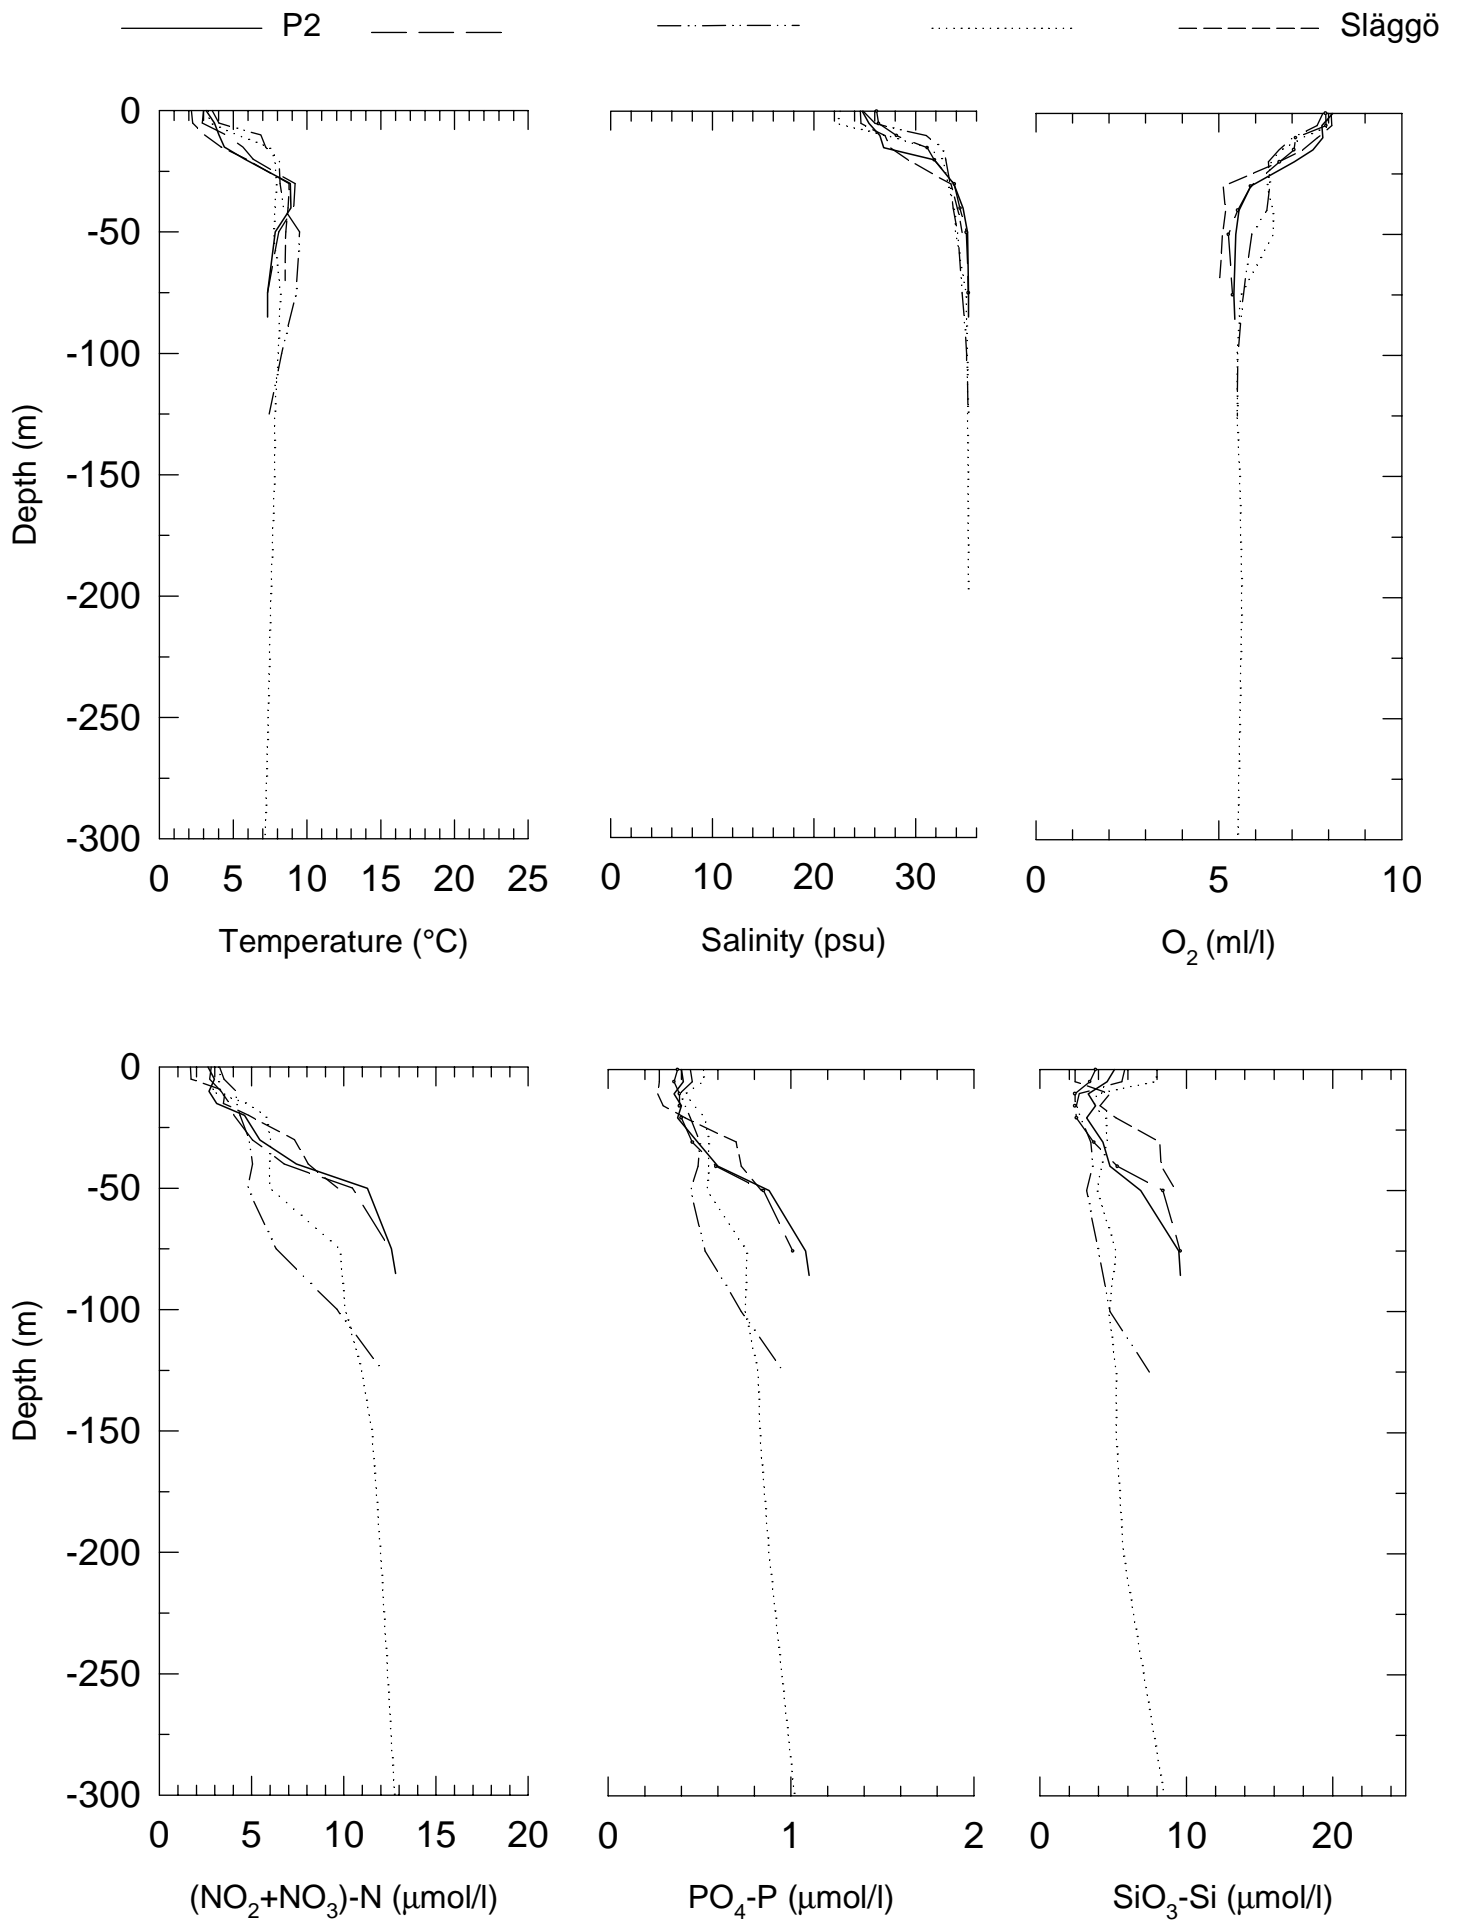 P2
Släggö
0
-50
-100
-150
-200
-250
-300
Depth (m)
0 5 10 15 20 25
Temperature (°C)
0 10 20 30
Salinity (psu)
0 5 10
O2 (ml/l)
0
-50
-100
-150
-200
-250
-300
Depth (m)
0 5 10 15 20
(NO2+NO3)-N (μmol/l)
0 1 2
PO4-P (μmol/l)
0 10 20
SiO3-Si (μmol/l)